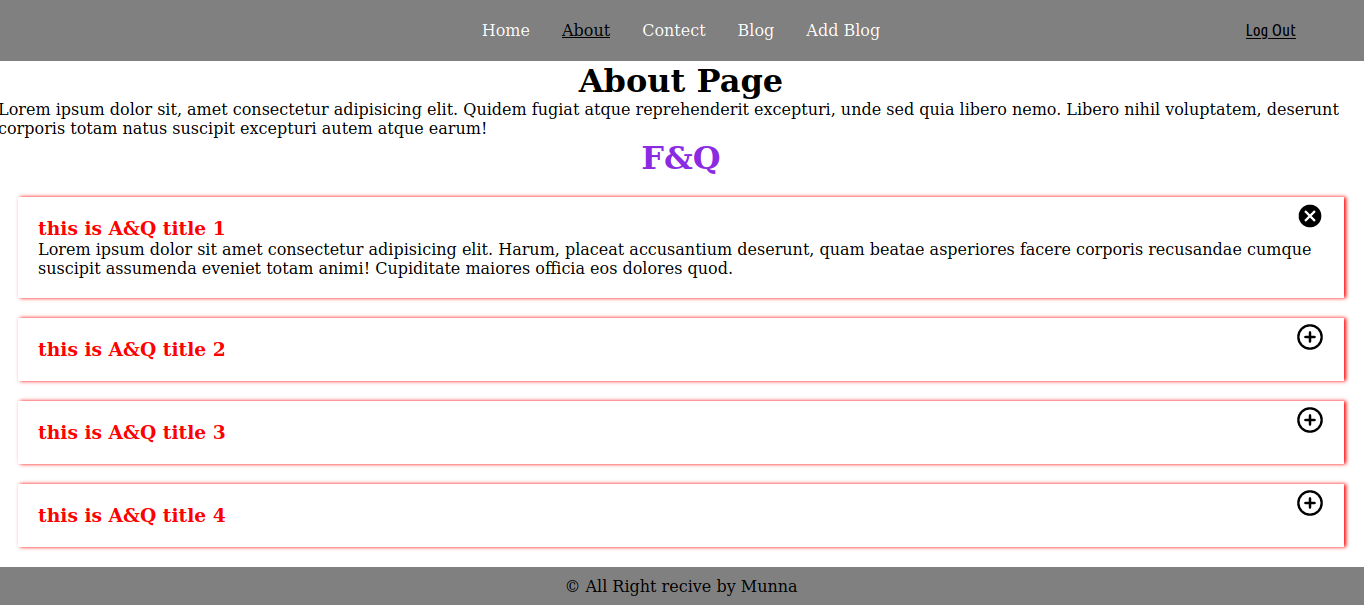 Home About Contect Blog Add Blog Log Out
About Page
Lorem ipsum dolor sit, amet consectetur adipisicing elit. Quidem fugiat atque reprehenderit excepturi, unde sed quia libero nemo. Libero nihil voluptatem, deserunt
corporis totam natus suscipit excepturi autem atque earum!
F&Q
this is A&Q title 1
Lorem ipsum dolor sit amet consectetur adipisicing elit. Harum, placeat accusantium deserunt, quam beatae asperiores facere corporis recusandae cumque
suscipit assumenda eveniet totam animi! Cupiditate maiores officia eos dolores quod.
this is A&Q title 2
this is A&Q title 3
this is A&Q title 4
© All Right recive by Munna